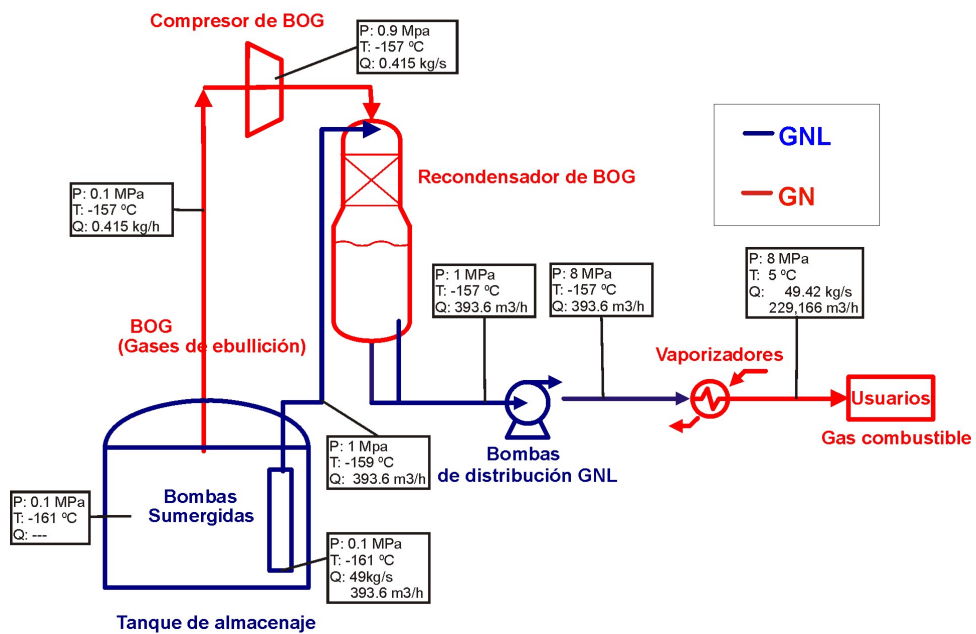 Compresor de BOG
P: 0.9 Mpa
T: -157 ºC
Q: 0.415 kg/s
GNL
GN
Recondensador de BOG
P: 0.1 MPa
T: -157 ºC
Q: 0.415 kg/h
P: 1 MPa
T: -157 ºC
Q: 393.6 m3/h
P: 8 MPa
T: -157 ºC
Q: 393.6 m3/h
P: 8 MPa
T: 5 ºC
Q: 49.42 kg/s
229,166 m3/h
BOG
(Gases de ebullición)
Vaporizadores
Usuarios
Gas combustible
Bombas
de distribución GNL
P: 1 Mpa
T: -159 ºC
Q: 393.6 m3/h
P: 0.1 MPa
T: -161 ºC
Q: ---
Bombas
Sumergidas
P: 0.1 MPa
T: -161 ºC
Q: 49kg/s
393.6 m3/h
Tanque de almacenaje